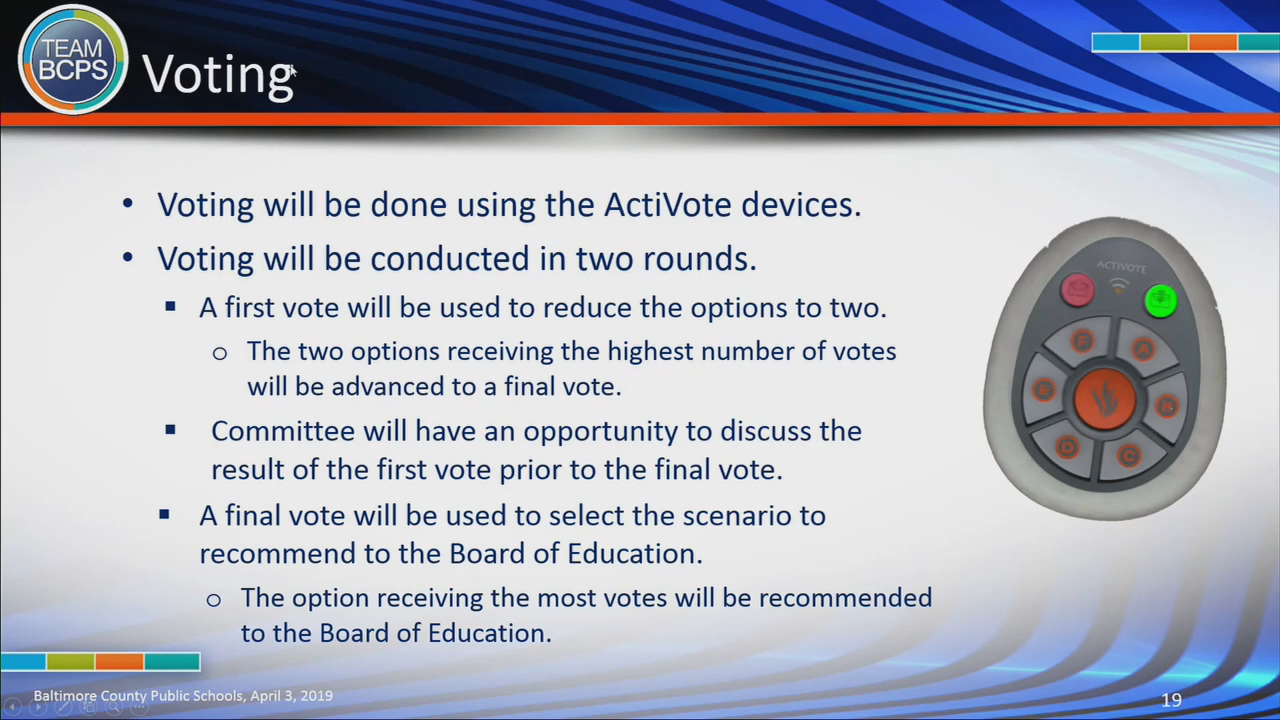 TEAM
BCPS
Voting
• Voting will be done using the ActiVote devices.
• Voting will be conducted in two rounds.
▪ A first vote will be used to reduce the options to two.
o The two options receiving the highest number of votes
will be advanced to a final vote.
▪ Committee will have an opportunity to discuss the
result of the first vote prior to the final vote.
▪ A final vote will be used to select the scenario to
recommend to the Board of Education.
o The option receiving the most votes will be recommended
to the Board of Education.
ACTIVOTE
F A
E B
D C
Baltimore County Public Schools, April 3, 2019
19